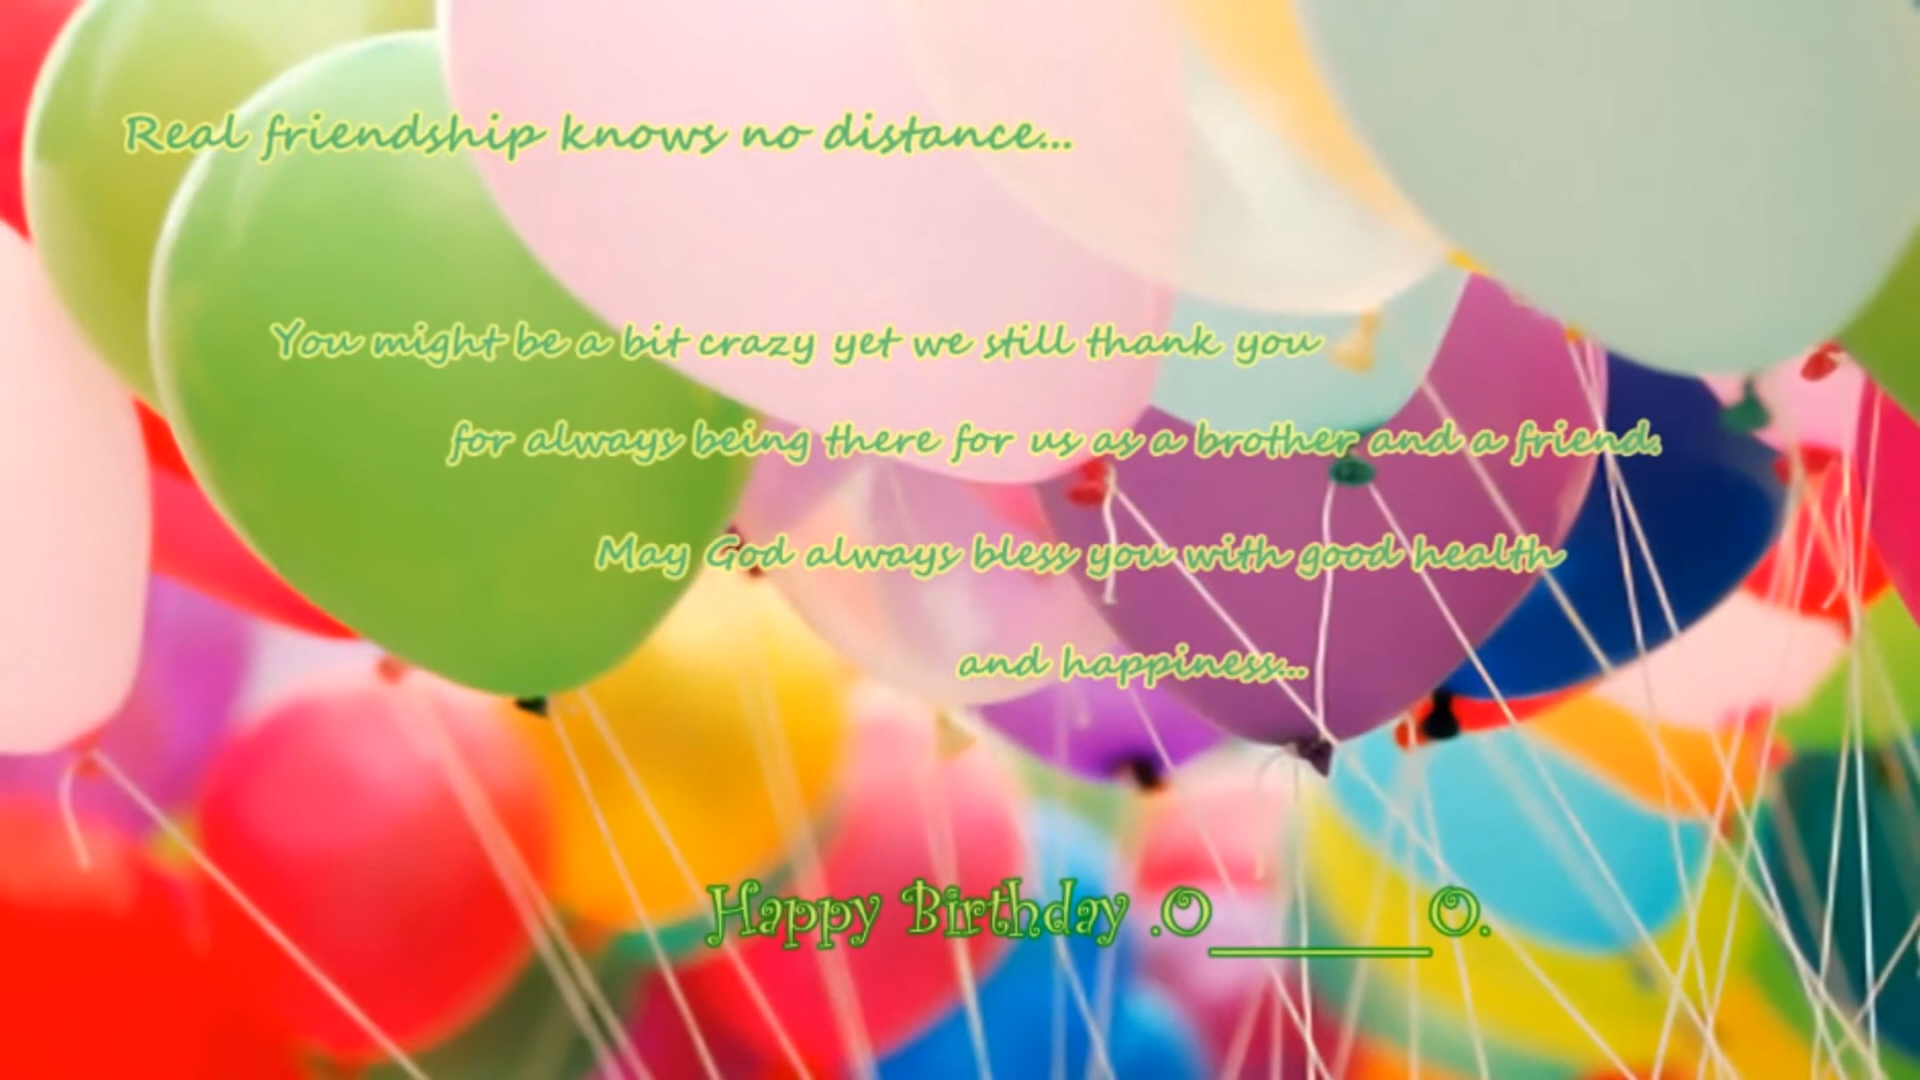 Real friendship knows no distance...
You might be a bit crazy yet we still thank you
for always being there for us as a brother and a friend.
May God always bless you with good health
and happiness...
Happy Birthday .O_______O.